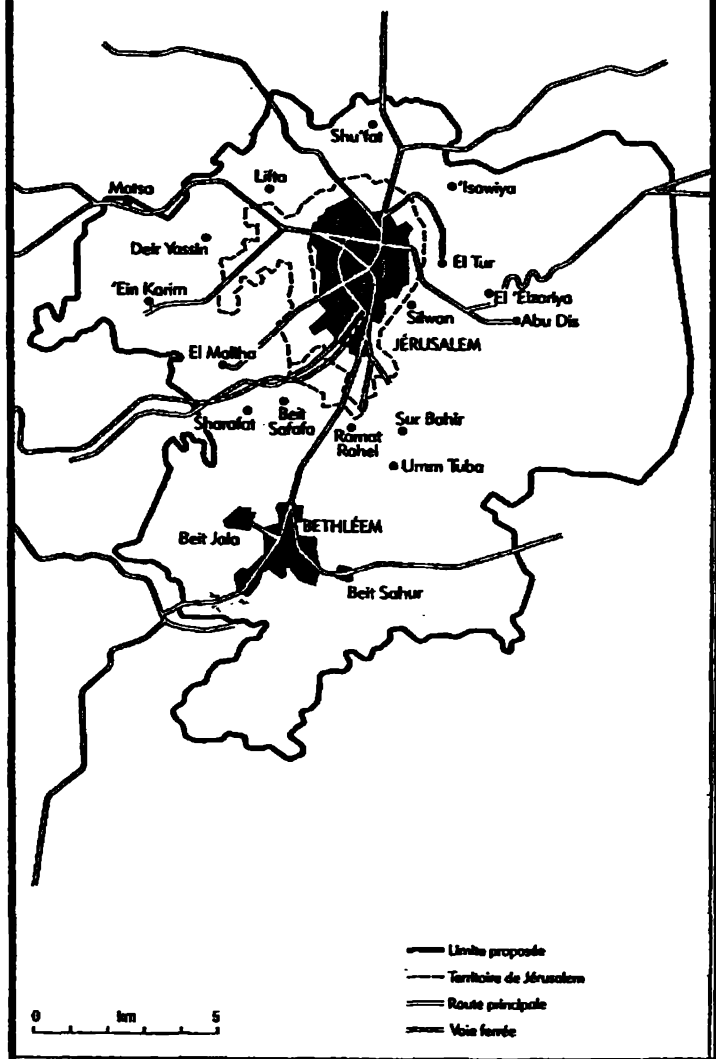 Shu'fat
Lifta
'Isawiya
Motsa
Deir Yassin
El Tur
'Ein Karim
El 'Eizariya
Silwan
Abu Dis
JÉRUSALEM
El Maliha
Sharafat
Beit
Safafa
Ramat
Rahel
Sur Bahir
Umm Tuba
BETHLÉEM
Beit Jala
Beit Sahur
Limite proposée
Territoire de Jérusalem
Route principale
Voie ferrée
0 km 5